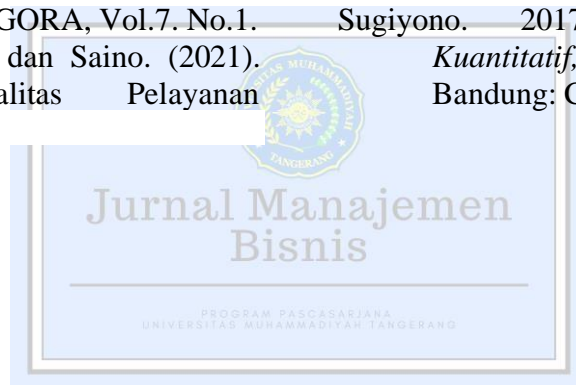 GORA, Vol.7. No.1.
dan Saino. (2021).
alitas Pelayanan
Sugiyono. 2017
Kuantitatif,
Bandung:
TANGERANG
Jurnal Manajemen
Bisnis
PROGRAM PASCASARJANA
UNIVERSITAS MUHAMMADIYAH TANGERANG